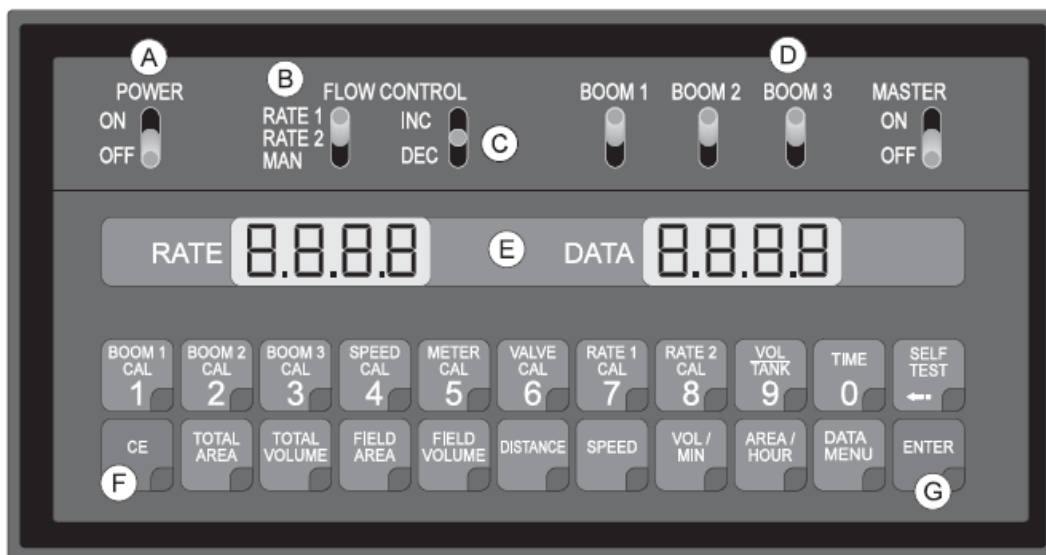 A
B
D
POWER
FLOW CONTROL
BOOM 1 BOOM 2 BOOM 3
MASTER
ON
RATE 1
INC
ON
RATE 2
C
OFF
MAN
DEC
OFF
RATE 8.8.8.8 E DATA 8.8.8.8
BOOM 1
CAL
1
BOOM 2
CAL
2
BOOM 3
CAL
3
SPEED
CAL
4
METER
CAL
5
VALVE
CAL
6
RATE 1
CAL
7
RATE 2
CAL
8
VOL
TANK
9
TIME
0
SELF
TEST
CE
TOTAL
AREA
TOTAL
VOLUME
FIELD
AREA
FIELD
VOLUME
DISTANCE
SPEED
VOL /
MIN
AREA /
HOUR
DATA
MENU
ENTER
F
G